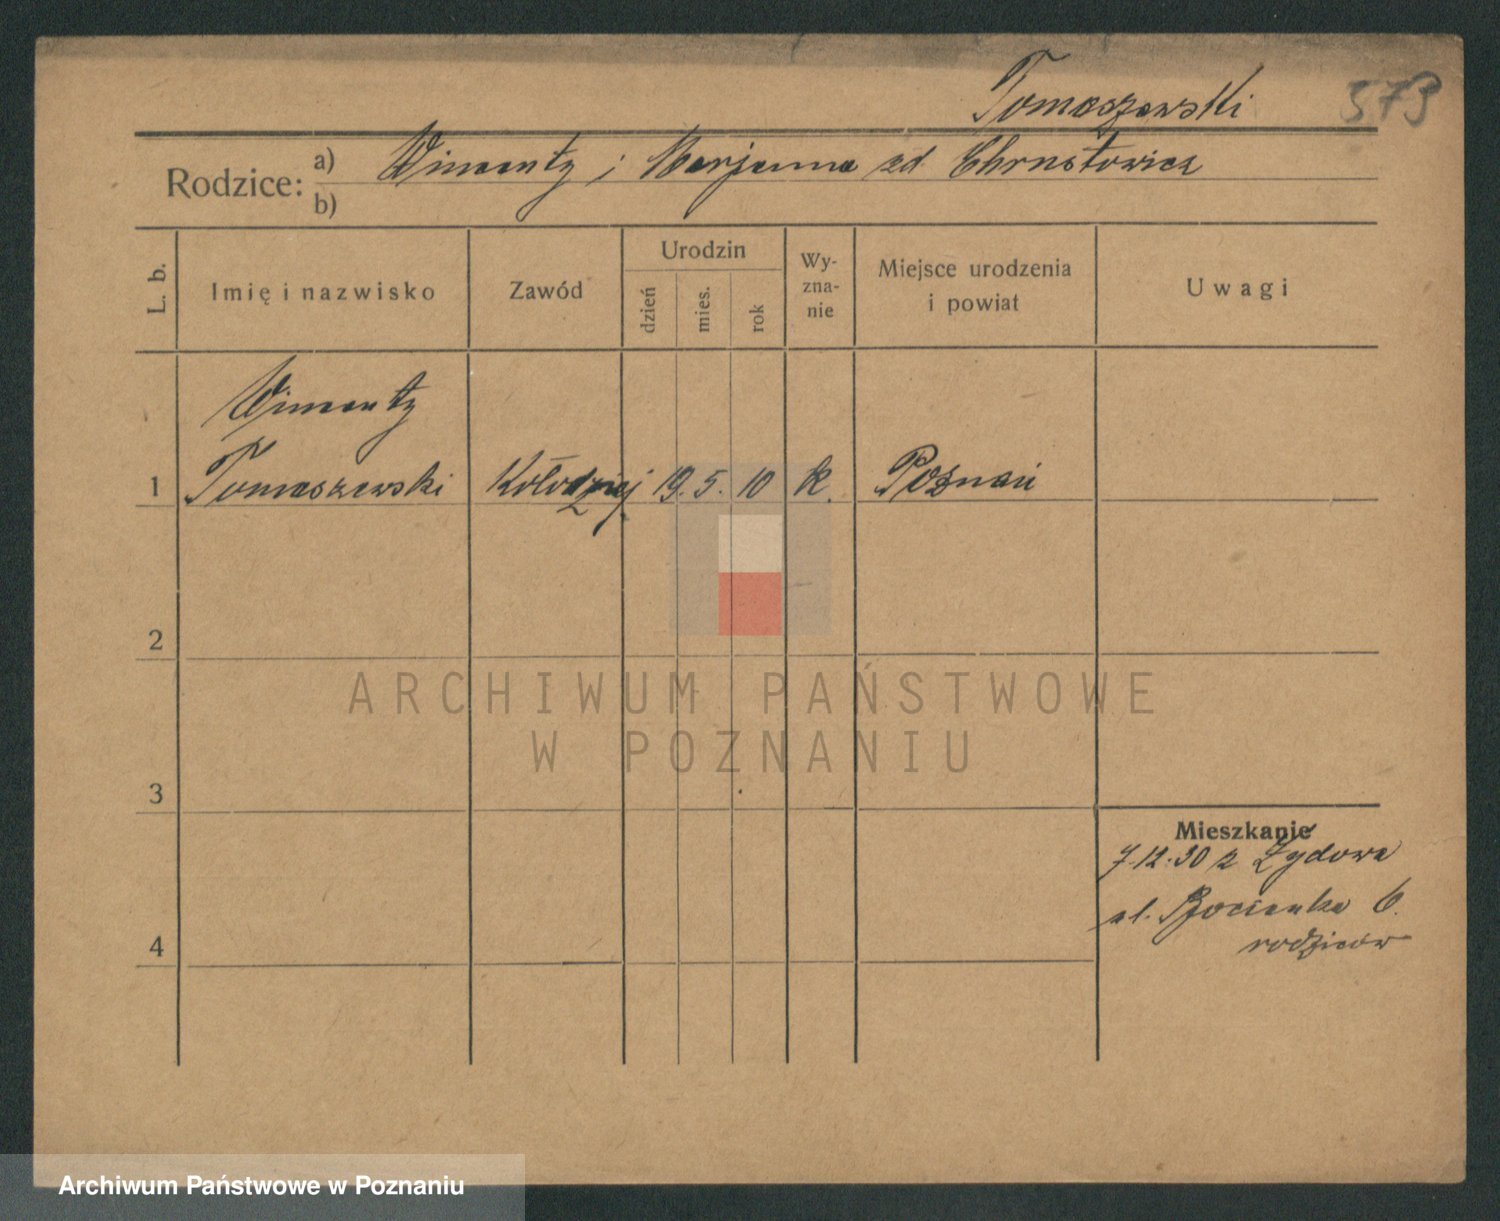 Tomaszewski 573
Rodzice: a) Wincenty i Marjanna zd.
b)
L. b. Imię i nazwisko Zawód Urodzin dzień mies. rok Wy-zna-nie Miejsce urodzenia i powiat Uwagi
Wincenty
1 Tomaszewski Kołodziej 19. 5. 10 k. Poznań
2
ARCHIWUM PAŃSTWOWE
W POZNANIU
3
Mieszkanie
7.12.30 z Żydowa
ul. Bocianka 6.
rodziców
4
Archiwum Państwowe w Poznaniu